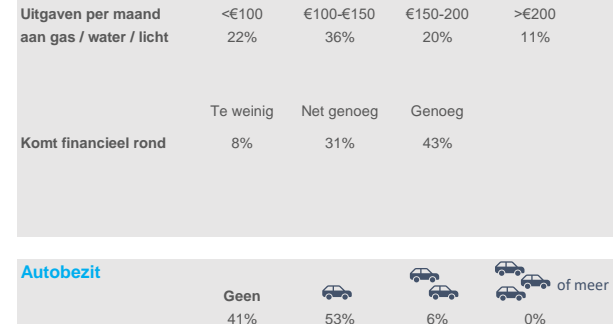 Uitgaven per maand <€100 €100-€150 €150-200 >€200
aan gas / water / licht 22% 36% 20% 11%
Te weinig Net genoeg Genoeg
Komt financieel rond 8% 31% 43%
Autobezit
Geen of meer
41% 53% 6% 0%